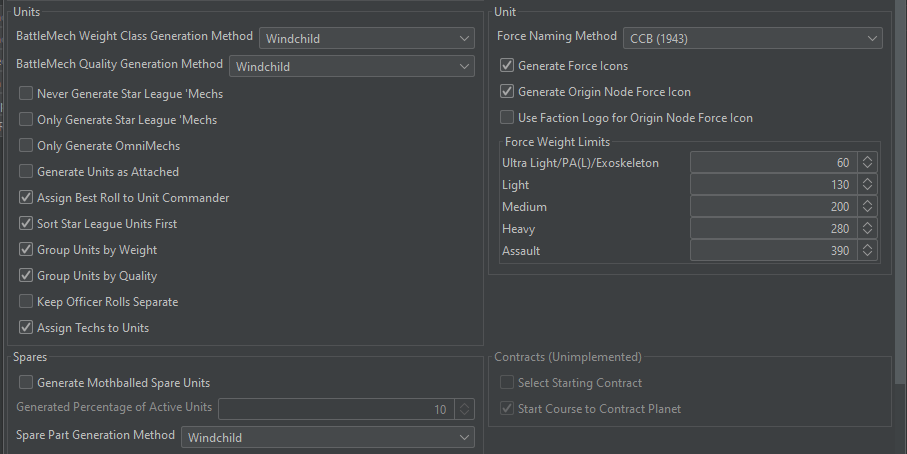 Units
BattleMech Weight Class Generation Method Windchild
BattleMech Quality Generation Method Windchild
Never Generate Star League 'Mechs
Only Generate Star League 'Mechs
Only Generate OmniMechs
Generate Units as Attached
Assign Best Roll to Unit Commander
Sort Star League Units First
Group Units by Weight
Group Units by Quality
Keep Officer Rolls Separate
Assign Techs to Units
Unit
Force Naming Method CCB (1943)
Generate Force Icons
Generate Origin Node Force Icon
Use Faction Logo for Origin Node Force Icon
Force Weight Limits
Ultra Light/PA(L)/Exoskeleton 60
Light 130
Medium 200
Heavy 280
Assault 390
Spares
Generate Mothballed Spare Units
Generated Percentage of Active Units 10
Spare Part Generation Method Windchild
Contracts (Unimplemented)
Select Starting Contract
Start Course to Contract Planet